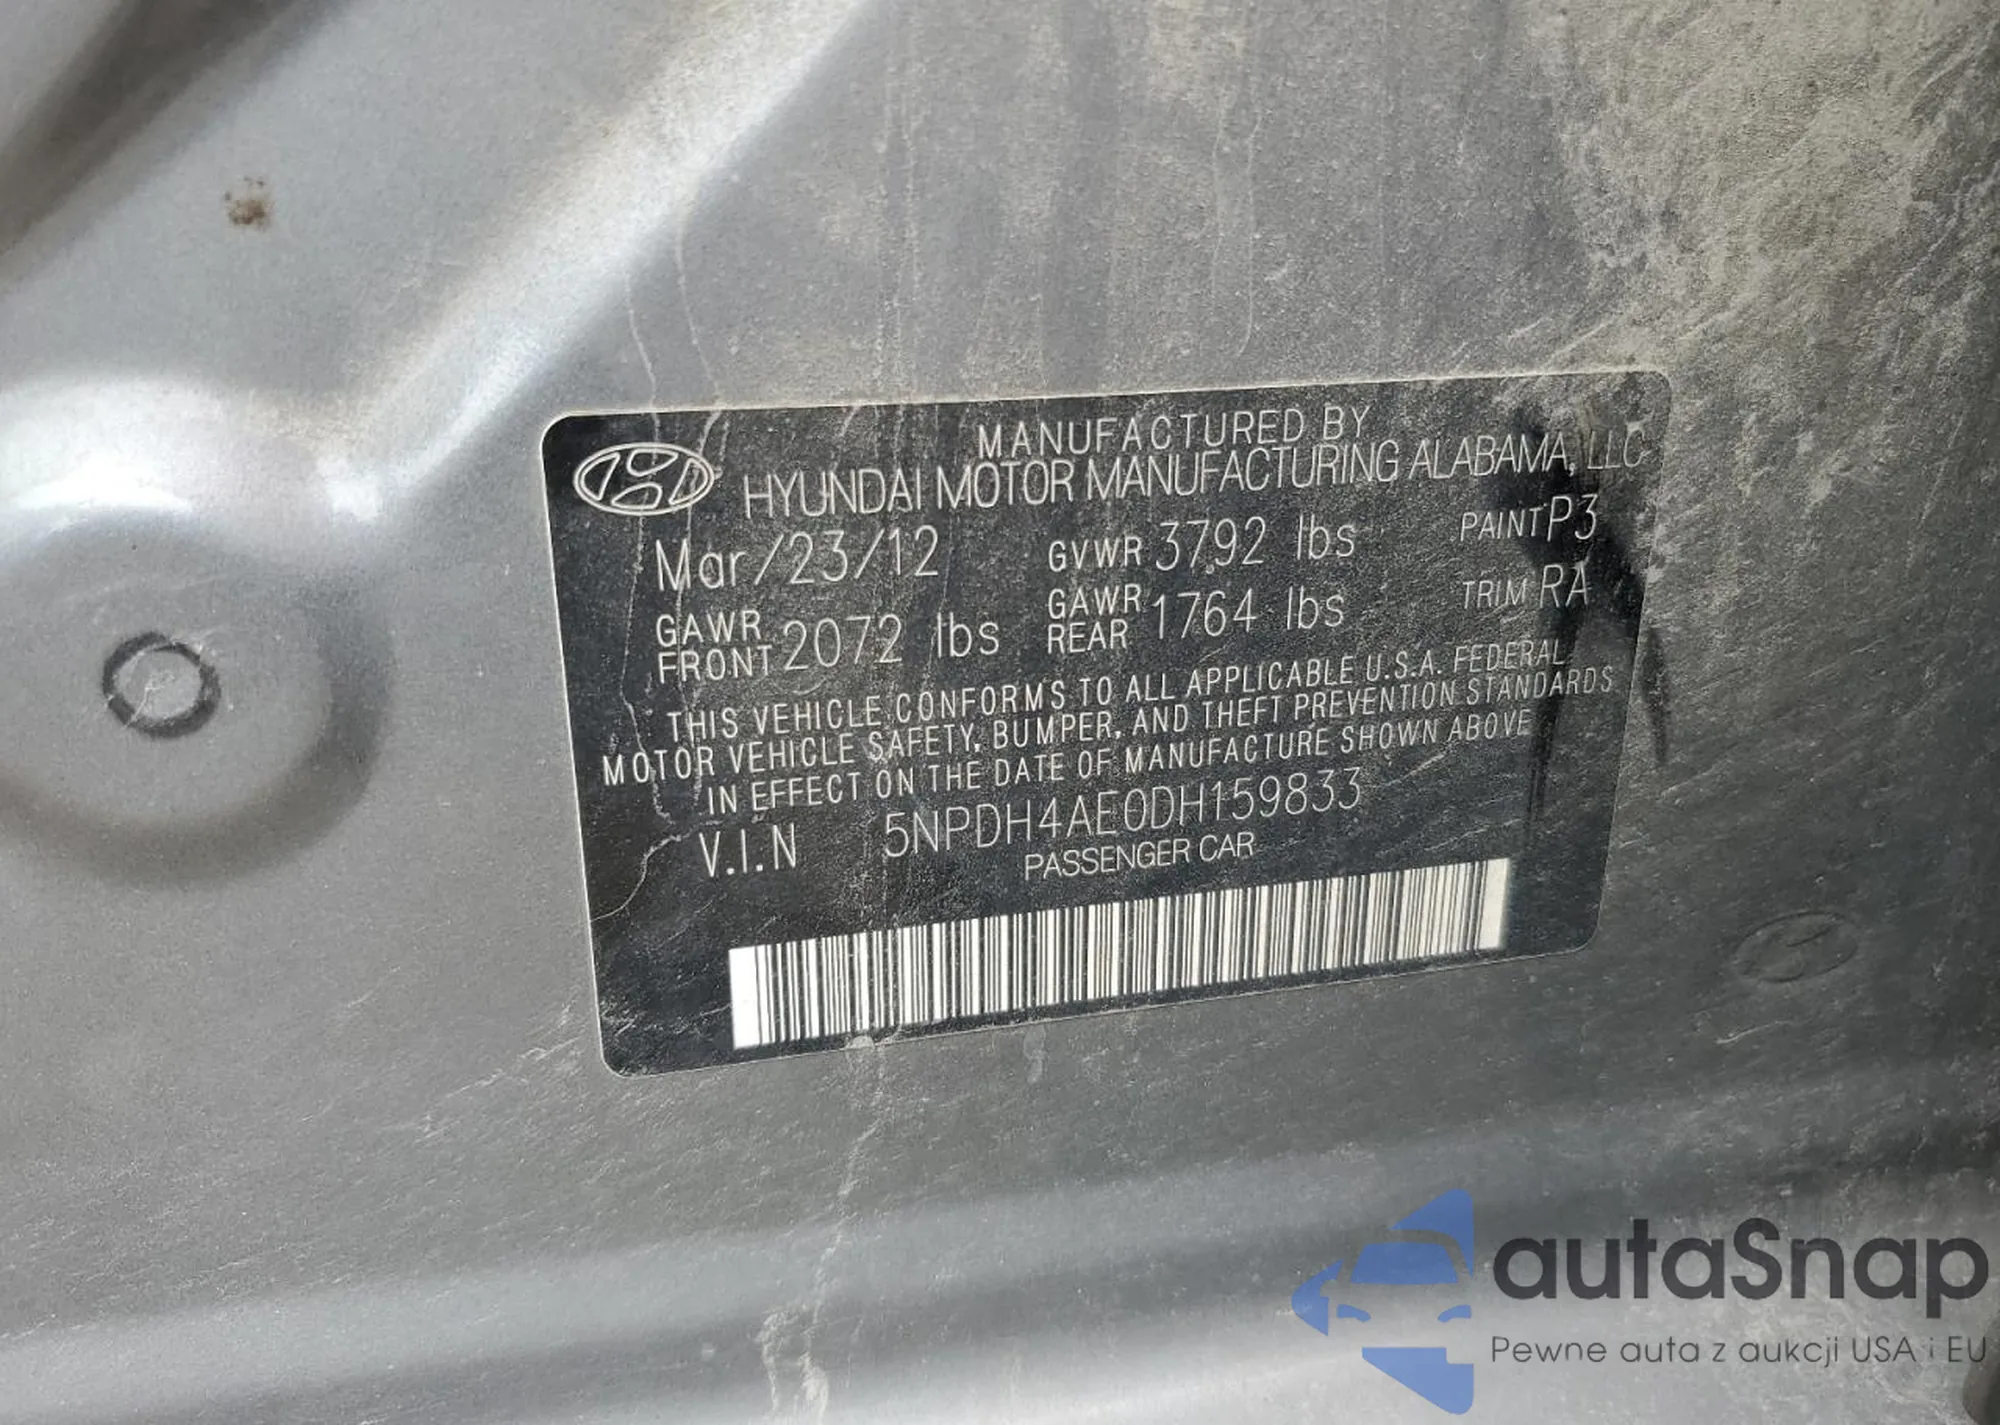 MANUFACTURED BY
HYUNDAI MOTOR MANUFACTURING ALABAMA, LLC
Mar/23/12 GVWR 3792 lbs PAINT P3
GAWR FRONT 2072 lbs GAWR REAR 1764 lbs TRIM RA
THIS VEHICLE CONFORMS TO ALL APPLICABLE U.S.A. FEDERAL
MOTOR VEHICLE SAFETY, BUMPER, AND THEFT PREVENTION STANDARDS
IN EFFECT ON THE DATE OF MANUFACTURE SHOWN ABOVE
V.I.N 5NPDH4AE0DH159833
PASSENGER CAR
autaSnap
Pewne auta z aukcji USA i EU